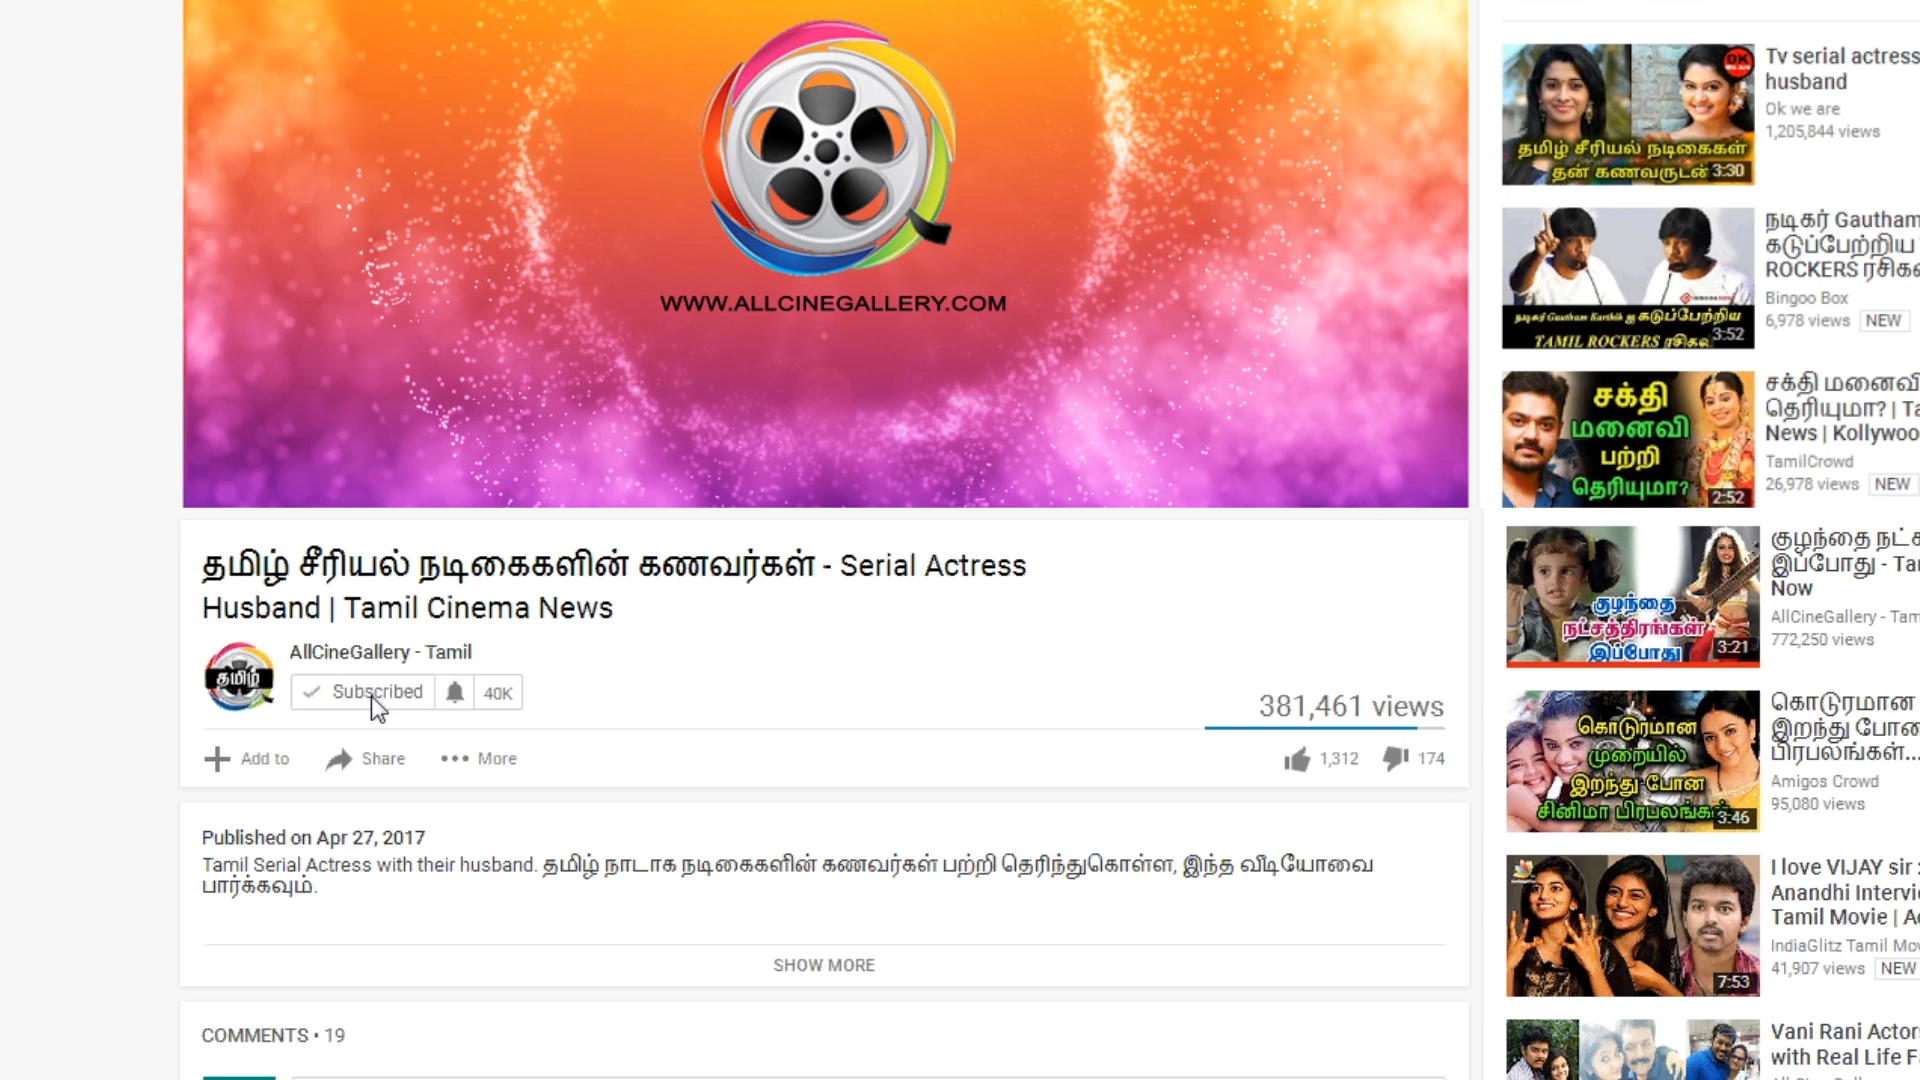 WWW.ALLCINEGALLERY.COM
தமிழ் சீரியல் நடிகைகளின் கணவர்கள் - Serial Actress
Husband | Tamil Cinema News
தமிழ்
AllCineGallery - Tamil
Subscribed
40K
381,461 views
Add to
Share
More
1,312
174
Published on Apr 27, 2017
Tamil Serial Actress with their husband. தமிழ் நாடாக நடிகைகளின் கணவர்கள் பற்றி தெரிந்துகொள்ள, இந்த வீடியோவை
பார்க்கவும்.
SHOW MORE
COMMENTS • 19
OK
தமிழ் சீரியல் நடிகைகள்
தன் கணவருடன்
3:30
Tv serial actress
husband
Ok we are
1,205,844 views
நடிகர் Gautham Karthik ஐ கடுப்பேற்றிய
TAMIL ROCKERS ரசிகர்
3:52
நடிகர் Gautham
கடுப்பேற்றிய
ROCKERS
Bingoo Box
6,978 views NEW
சக்தி
மனைவி
பற்றி
தெரியுமா?
2:52
சக்தி மனைவி
தெரியுமா? | Ta
News | Kollywoo
TamilCrowd
26,978 views NEW
குழந்தை
நட்சத்திரங்கள்
இப்போது
3:21
குழந்தை நட்ச
இப்போது - Tam
Now
AllCineGallery - Tam
772,250 views
கொடுரமான
முறையில்
இறந்து போன
சினிமா பிரபலங்கள்
3:46
கொடுரமான
இறந்து போன
பிரபலங்கள்...
Amigos Crowd
95,080 views
7:53
I love VIJAY sir :
Anandhi Intervi
Tamil Movie | A
IndiaGlitz Tamil Mov
41,907 views NEW
Vani Rani Actor
with Real Life F